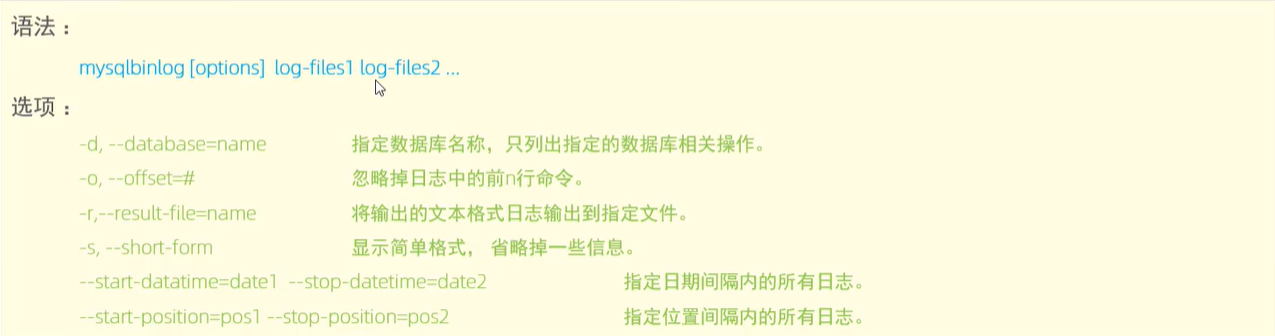 语法：
mysqlbinlog [options] log-files1 log-files2 ...
选项：
-d, --database=name 指定数据库名称，只列出指定的数据库相关操作。
-o, --offset=# 忽略掉日志中的前n行命令。
-r,--result-file=name 将输出的文本格式日志输出到指定文件。
-s, --short-form 显示简单格式， 省略掉一些信息。
--start-datatime=date1 --stop-datetime=date2 指定日期间隔内的所有日志。
--start-position=pos1 --stop-position=pos2 指定位置间隔内的所有日志。